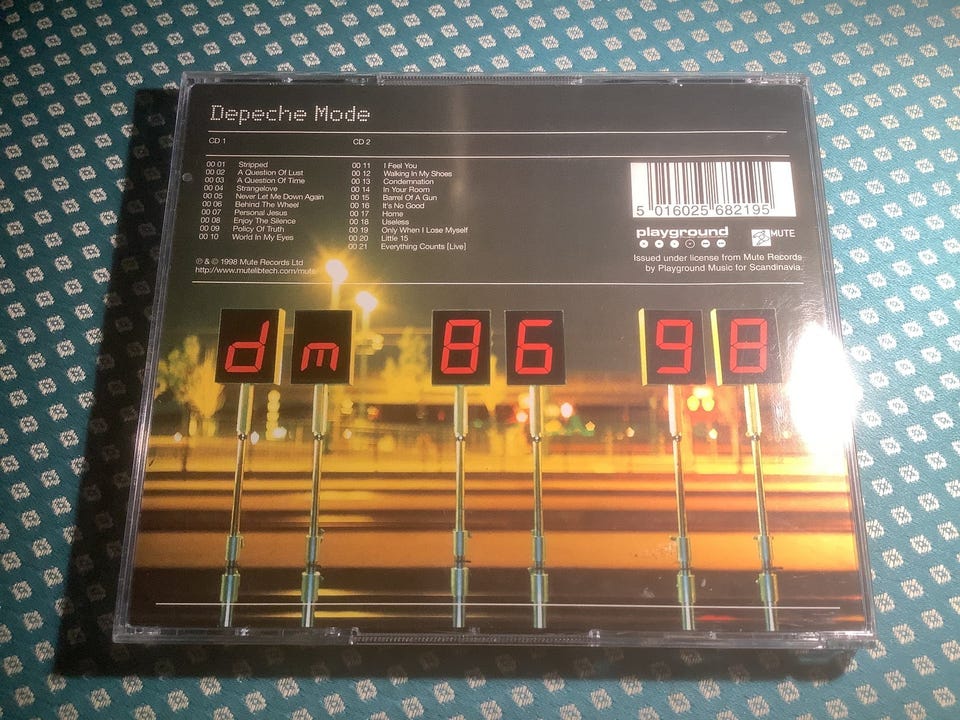 Depeche Mode
CD 1
00 01 Stripped
00 02 A Question Of Lust
00 03 A Question Of Time
00 04 Strangelove
00 05 Never Let Me Down Again
00 06 Behind The Wheel
00 07 Personal Jesus
00 08 Enjoy The Silence
00 09 Policy Of Truth
00 10 World In My Eyes
CD 2
00 11 I Feel You
00 12 Walking In My Shoes
00 13 Condemnation
00 14 In Your Room
00 15 Barrel Of A Gun
00 16 It's No Good
00 17 Home
00 18 Useless
00 19 Only When I Lose Myself
00 20 Little 15
00 21 Everything Counts [Live]
5 016025 682195
playground
MUTE
Issued under license from Mute Records
by Playground Music for Scandinavia.
℗ & © 1998 Mute Records Ltd
http://www.mutelibtech.com/mute/
dm 86 98